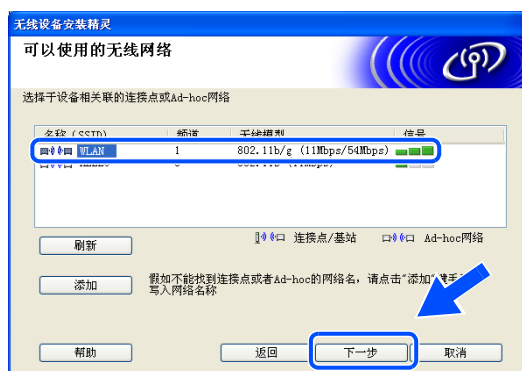 无线设备安装精灵
可以使用的无线网络
选择于设备相关联的连接点或Ad-hoc网络
名称 (SSID) 频道 无线模型 信号
WLAN 1 802.11b/g (11Mbps/54Mbps)
连接点/基站 Ad-hoc网络
刷新
添加 假如不能找到连接点或者Ad-hoc的网络名，请点击"添加"键手
写入网络名称
帮助 返回 下一步 取消